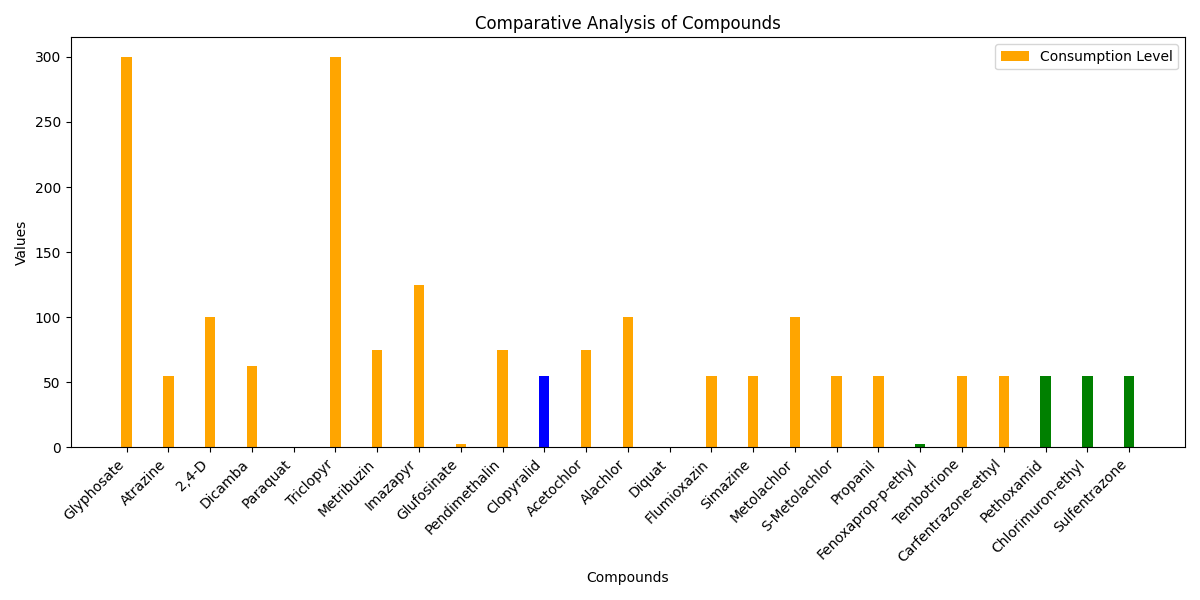 Comparative Analysis of Compounds
Consumption Level
Values
300
250
200
150
100
50
0
Glyphosate
Atrazine
2,4-D
Dicamba
Paraquat
Triclopyr
Metribuzin
Imazapyr
Glufosinate
Pendimethalin
Clopyralid
Acetochlor
Alachlor
Diquat
Flumioxazin
Simazine
Metolachlor
S-Metolachlor
Propanil
Fenoxaprop-p-ethyl
Tembotrione
Carfentrazone-ethyl
Pethoxamid
Chlorimuron-ethyl
Sulfentrazone
Compounds